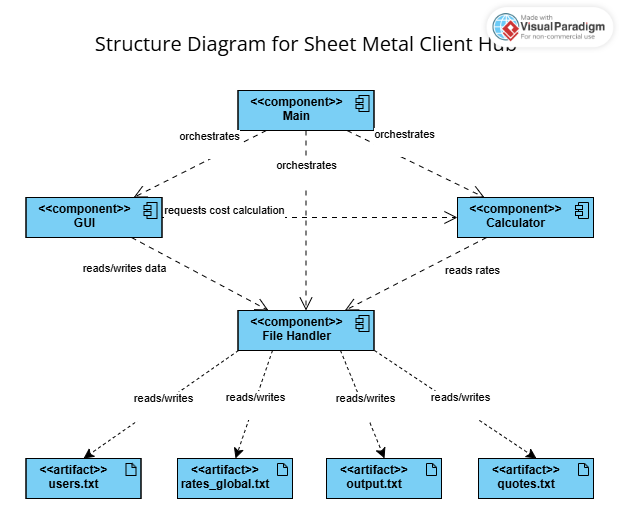 Made with
VisualParadigm
For non-commercial use
Structure Diagram for Sheet Metal Client Hub
<<component>>
Main
orchestrates
orchestrates
orchestrates
<<component>>
GUI
requests cost calculation
<<component>>
Calculator
reads/writes data
reads rates
<<component>>
File Handler
reads/writes
reads/writes
reads/writes
reads/writes
<<artifact>>
users.txt
<<artifact>>
rates_global.txt
<<artifact>>
output.txt
<<artifact>>
quotes.txt